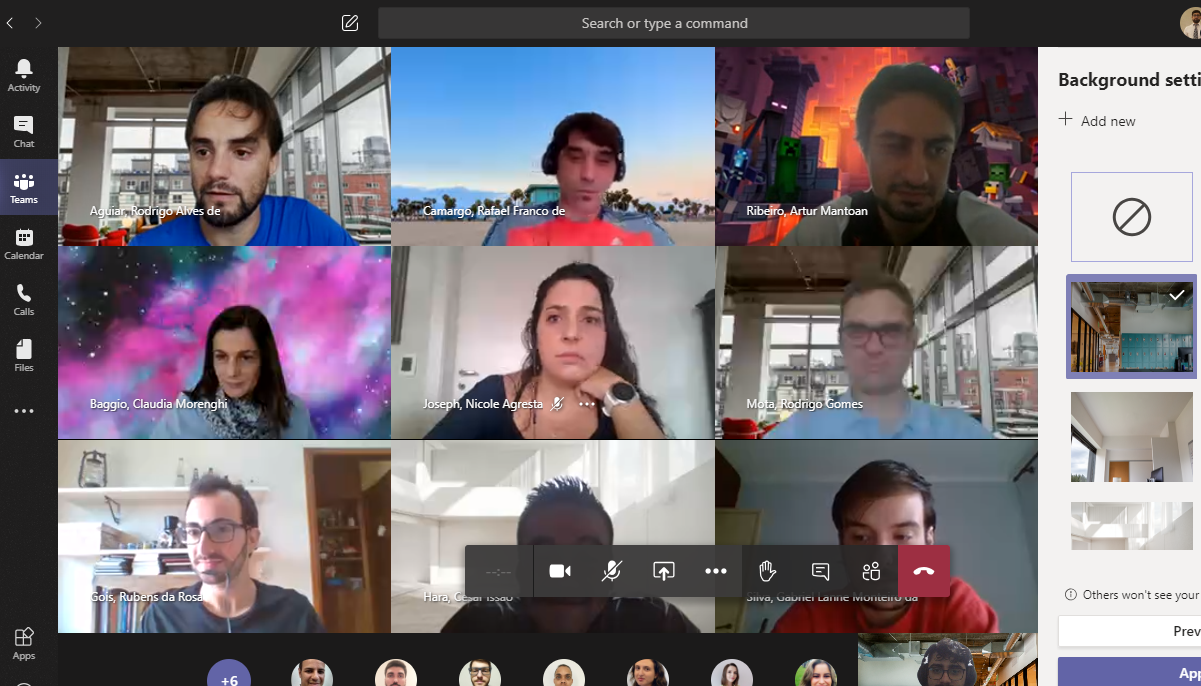 Search or type a command
Activity
Chat
Teams
Calendar
Calls
Files
Apps
Aguiar, Rodrigo Alves de
Camargo, Rafael Franco de
Ribeiro, Artur Mantoan
Baggio, Claudia Morenghi
Joseph, Nicole Agresta
Mota, Rodrigo Gomes
Gois, Rubens da Rosa
Hara, Cesar Issao
Silva, Gabriel Lanne Monteiro da
--:--
+6
Background setti
Add new
Others won't see your
Prev
App